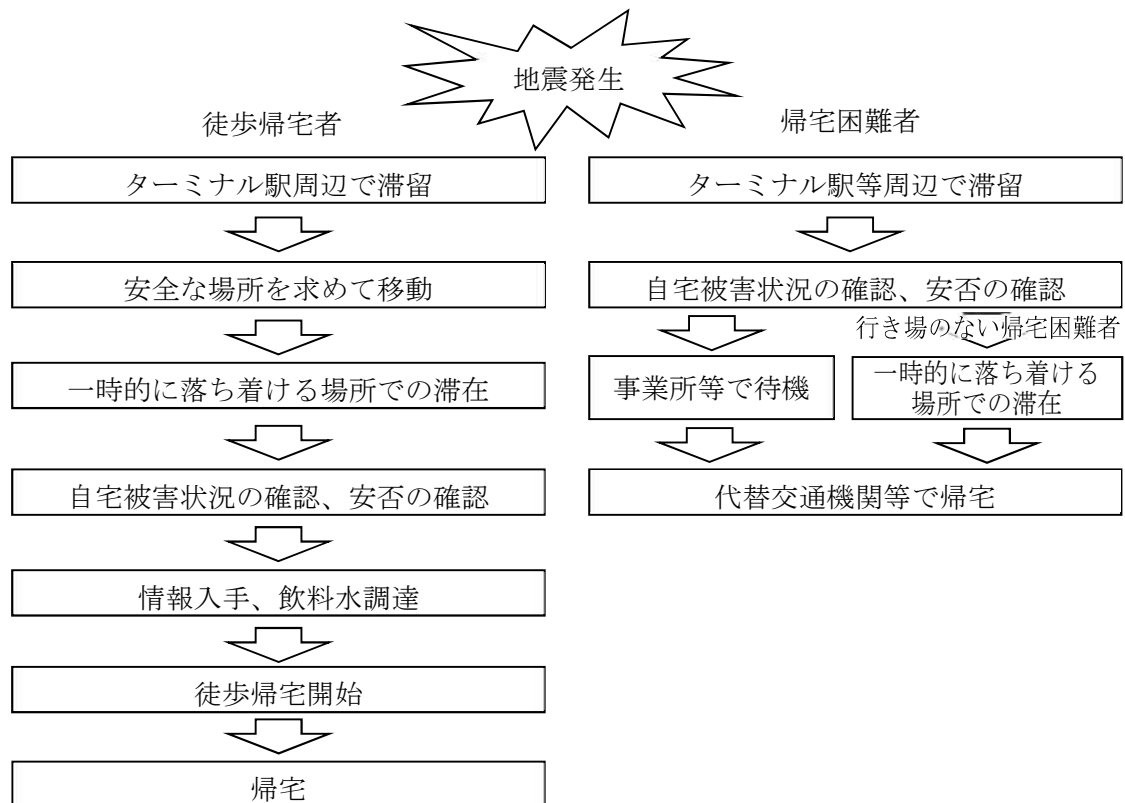 地震発生
徒歩帰宅者
ターミナル駅周辺で滞留
安全な場所を求めて移動
一時的に落ち着ける場所での滞在
自宅被害状況の確認、安否の確認
情報入手、飲料水調達
徒歩帰宅開始
帰宅
帰宅困難者
ターミナル駅等周辺で滞留
自宅被害状況の確認、安否の確認
行き場のない帰宅困難者
事業所等で待機
一時的に落ち着ける
場所での滞在
代替交通機関等で帰宅